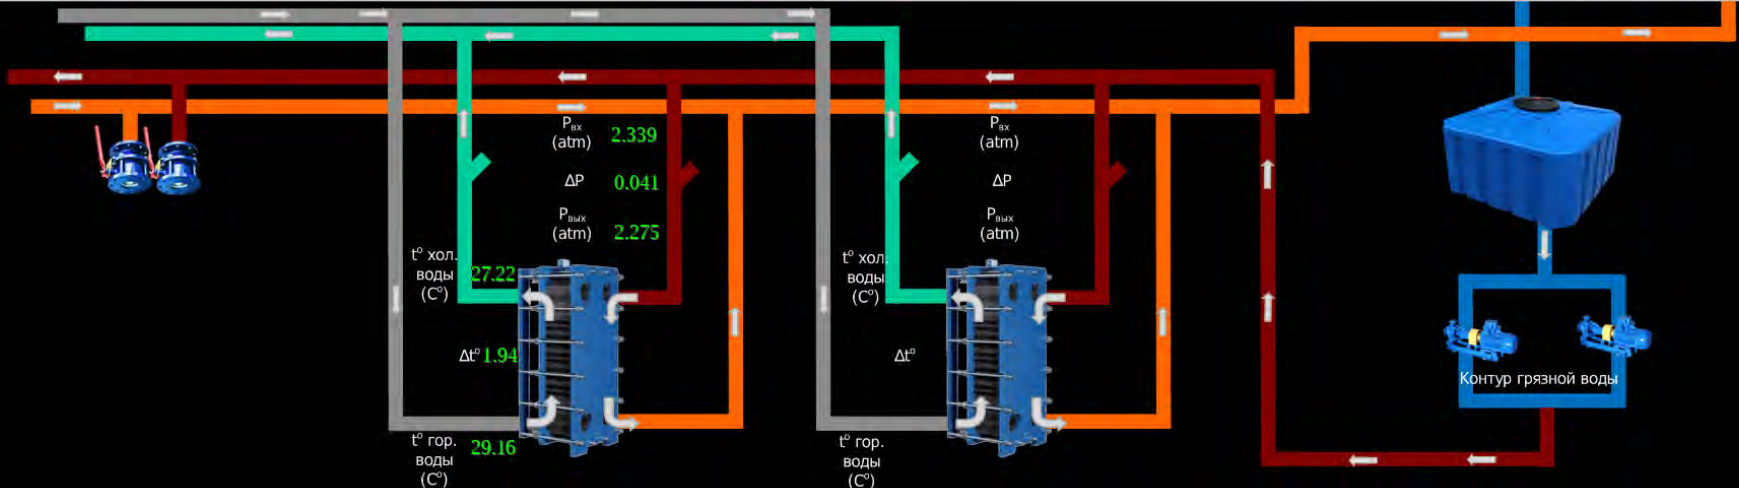 Pвх
(atm)
2.339
ΔP
0.041
Pвых
(atm)
2.275
t° хол.
воды
(C°)
27.22
Δt°
1.94
t° гор.
воды
(C°)
29.16
Pвх
(atm)
ΔP
Pвых
(atm)
t° хол.
воды
(C°)
Δt°
t° гор.
воды
(C°)
Контур грязной воды